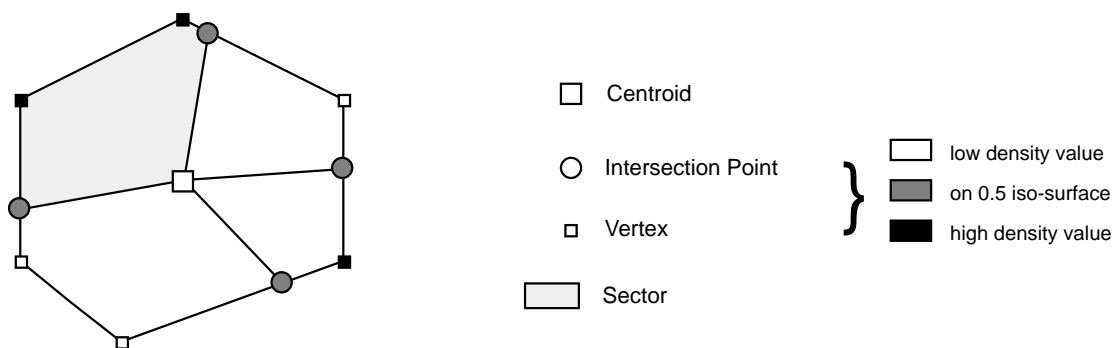 Centroid
Intersection Point
Vertex
Sector
low density value
on 0.5 iso-surface
high density value